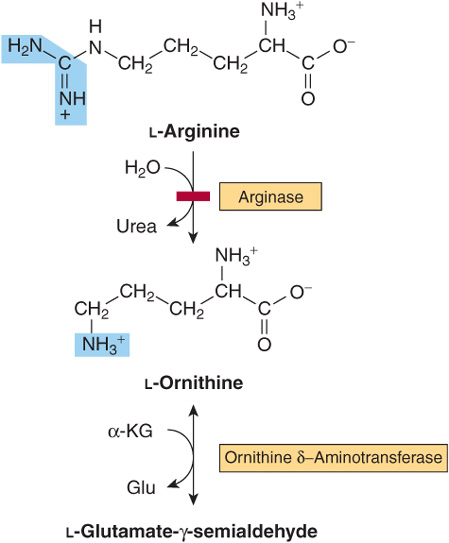 NH3+
H
H2N
N
CH2
CH2
CH2
CH
C
O−
C
NH
+
O
L-Arginine
H2O
Arginase
Urea
NH3+
CH2
CH2
CH2
CH
C
O−
NH3+
O
L-Ornithine
α-KG
Ornithine δ–Aminotransferase
Glu
L-Glutamate-γ-semialdehyde